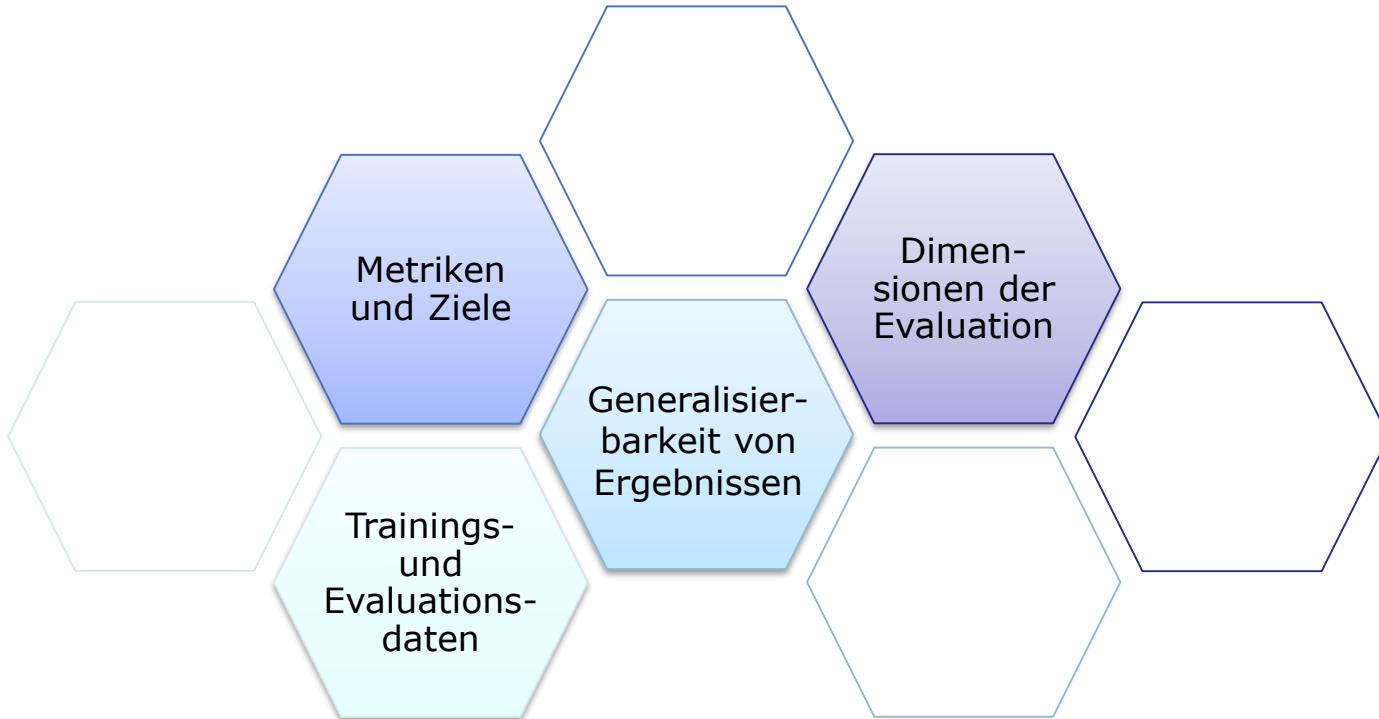 Metriken
und Ziele
Dimen-
sionen der
Evaluation
Generalisier-
barkeit von
Ergebnissen
Trainings-
und
Evaluations-
daten